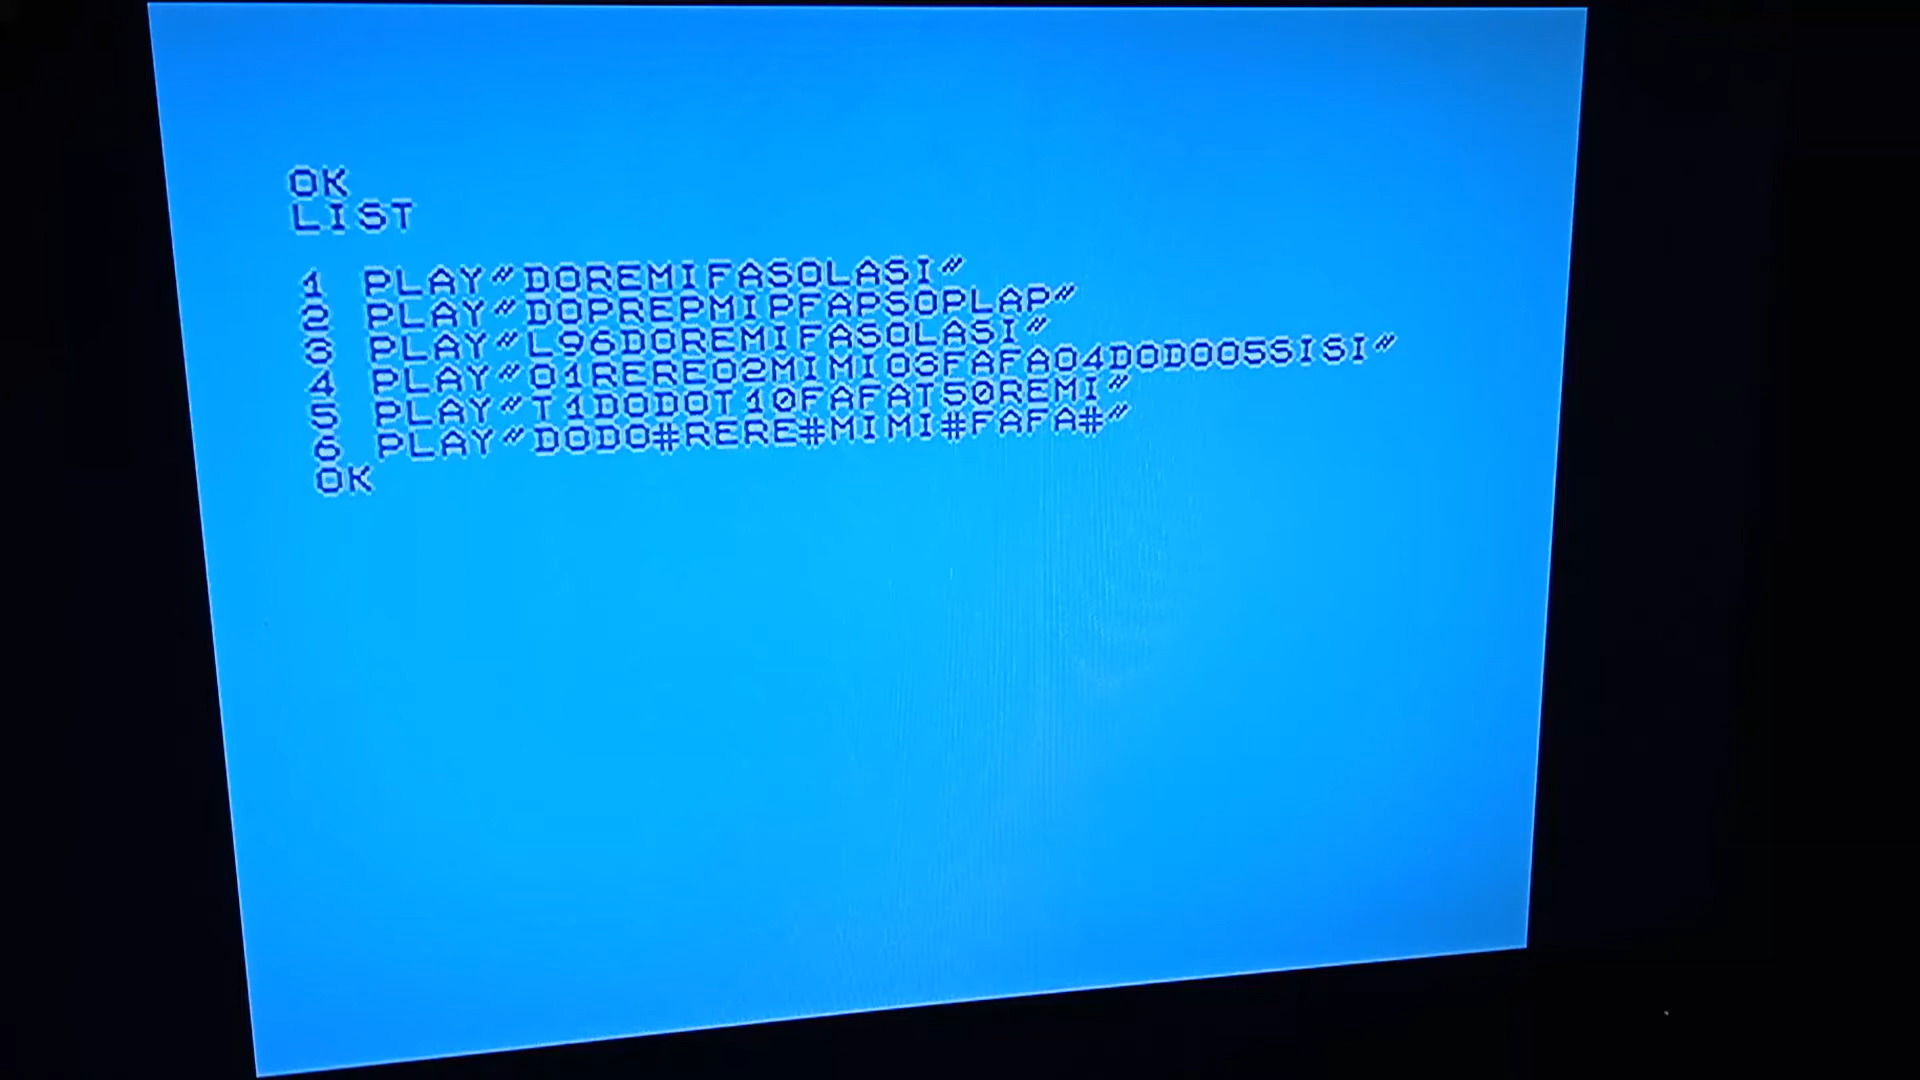 OK
LIST
1 PLAY"DOREMIFASOLASI"
2 PLAY"DOPREPMIPFAPSOPLAP"
3 PLAY"L96DOREMIFASOLASI"
4 PLAY"O1REREO2MIMIO3FAFAO4DODOO5SISI"
5 PLAY"T1DODOT10FAFAT50REMI"
6 PLAY"DODO#RERE#MIMI#FAFA#"
OK